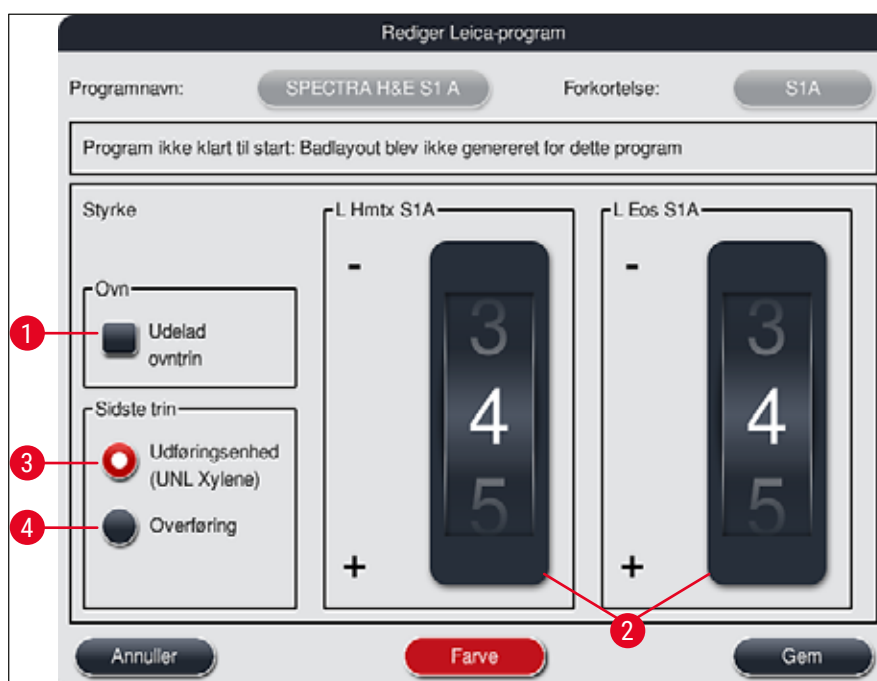 Rediger Leica-program
Programnavn: SPECTRA H&E S1 A Forkortelse: S1A
Program ikke klart til start: Badlayout blev ikke genereret for dette program
Styrke
Ovn
1 Udelad
ovntrin
Sidste trin
3 Udføringsenhed
(UNL Xylene)
4 Overføring
L Hmtx S1A
-
3
4
5
+
L Eos S1A
-
3
4
5
+
2
Annuller Farve Gem